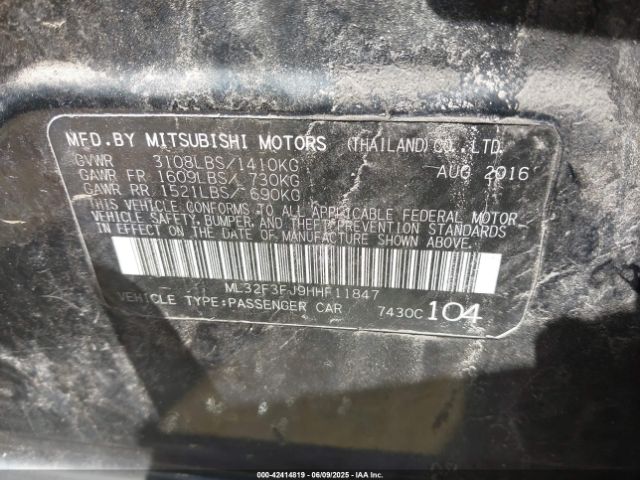 MFD.BY MITSUBISHI MOTORS (THAILAND)CO.,LTD.
GVWR 3108LBS/1410KG
AUG 2016
GAWR FR 1609LBS/ 730KG
GAWR RR 1521LBS/ 690KG
THIS VEHICLE CONFORMS TO ALL APPLICABLE FEDERAL MOTOR
VEHICLE SAFETY, BUMPER, AND THEFT PREVENTION STANDARDS
IN EFFECT ON THE DATE OF MANUFACTURE SHOWN ABOVE.
ML32F3FJ9HHF11847
VEHICLE TYPE:PASSENGER CAR 7430C 104
000-42414819 | 06/09/2025 - IAA, LLC